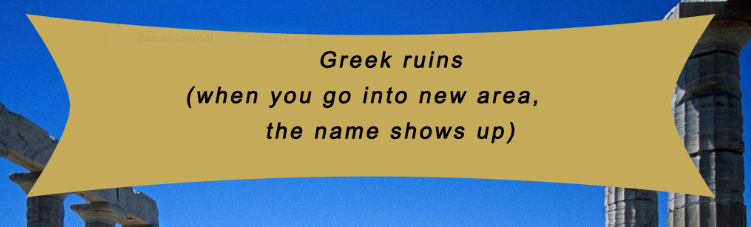 Greek ruins
(when you go into new area,
the name shows up)